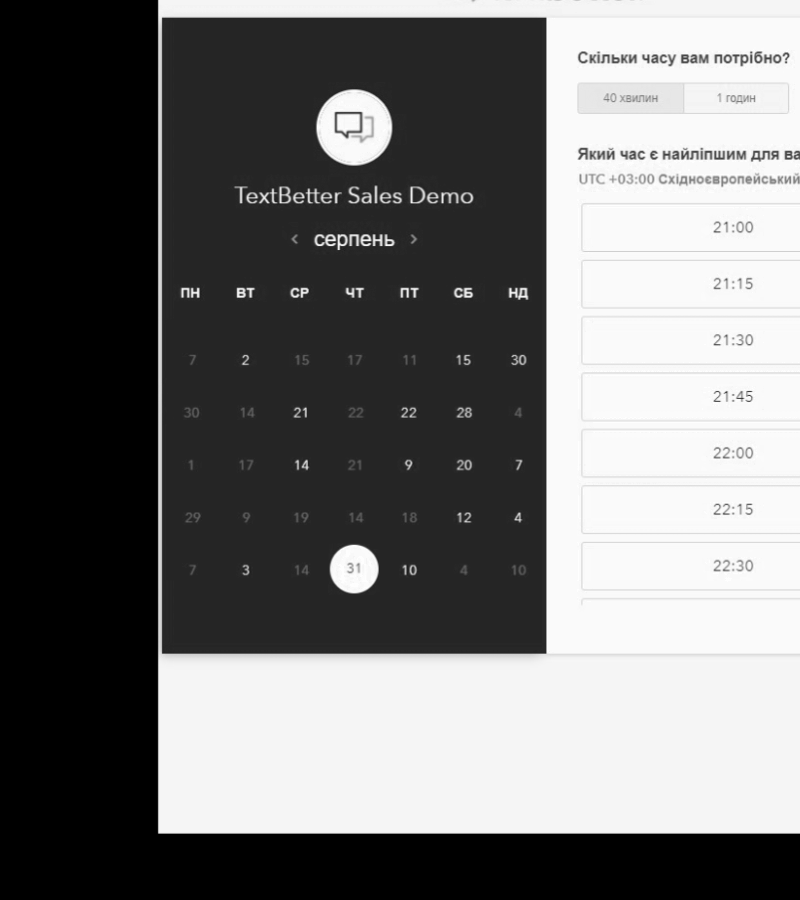 TextBetter Sales Demo
‹ серпень ›
ПН ВТ СР ЧТ ПТ СБ НД
7 2 15 17 11 15 30
30 14 21 22 22 28 4
1 17 14 21 9 20 7
29 9 19 14 18 12 4
7 3 14 31 10 4 10
Скільки часу вам потрібно?
40 хвилин 1 годин
Який час є найліпшим для ва
UTC +03:00 Східноєвропейський
21:00
21:15
21:30
21:45
22:00
22:15
22:30